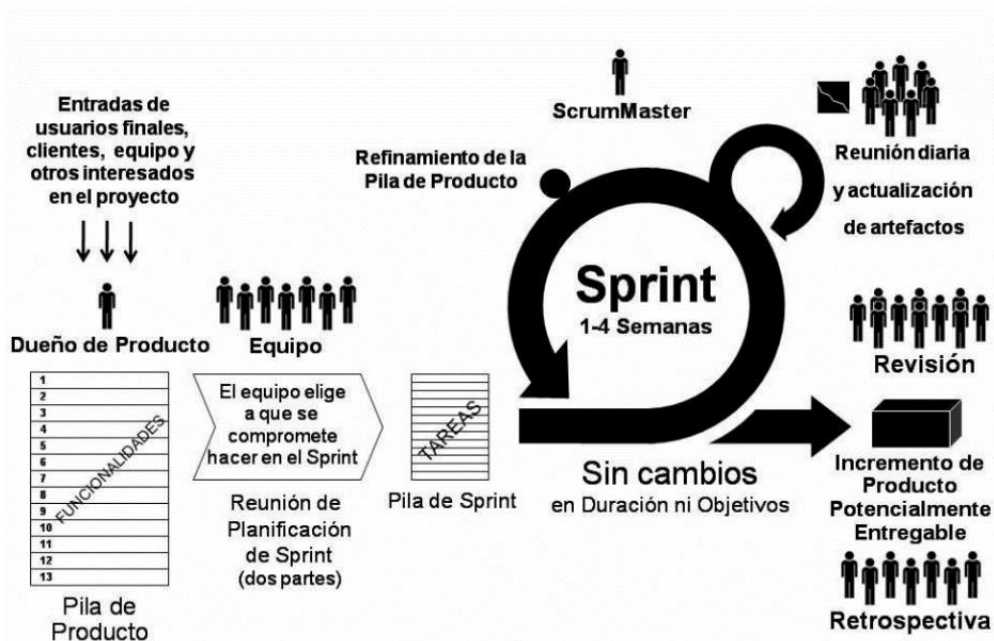 Entradas de
usuarios finales,
clientes, equipo y
otros interesados
en el proyecto
Dueño de Producto
1
2
3
4
5
6
7
8
9
10
11
12
13
FUNCIONALIDADES
Pila de
Producto
Equipo
El equipo elige
a que se
compromete
hacer en el Sprint
Reunión de
Planificación
de Sprint
(dos partes)
TAREAS
Pila de Sprint
ScrumMaster
Refinamiento de la
Pila de Producto
Sprint
1-4 Semanas
Sin cambios
en Duración ni Objetivos
Reunión diaria
y actualización
de artefactos
Revisión
Incremento de
Producto
Potencialmente
Entregable
Retrospectiva